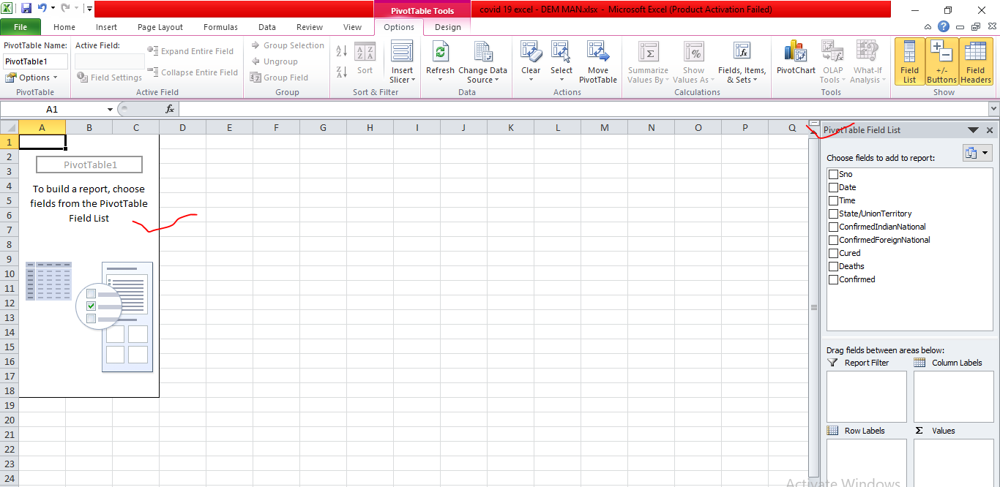 PivotTable Tools covid 19 excel - DEM MAN.xlsx - Microsoft Excel (Product Activation Failed)
File Home Insert Page Layout Formulas Data Review View Options Design
PivotTable Name:
PivotTable1
Options
PivotTable
Active Field:
Field Settings
Expand Entire Field
Collapse Entire Field
Active Field
Group Selection
Ungroup
Group Field
Group
Sort
Insert
Slicer
Sort & Filter
Refresh
Change Data
Source
Data
Clear
Select
Move
PivotTable
Actions
Summarize
Values By
Show
Values As
Fields, Items,
& Sets
Calculations
PivotChart
OLAP
Tools
What-If
Analysis
Tools
Field
List
+/-
Buttons
Field
Headers
Show
A1 fx
A B C D E F G H I J K L M N O P Q
1
2
3
4
5
6
7
8
9
10
11
12
13
14
15
16
17
18
19
20
21
22
23
24
PivotTable1
To build a report, choose
fields from the PivotTable
Field List
PivotTable Field List
Choose fields to add to report:
Sno
Date
Time
State/UnionTerritory
ConfirmedIndianNational
ConfirmedForeignNational
Cured
Deaths
Confirmed
Drag fields between areas below:
Report Filter Column Labels
Row Labels Σ Values
Activate Windows